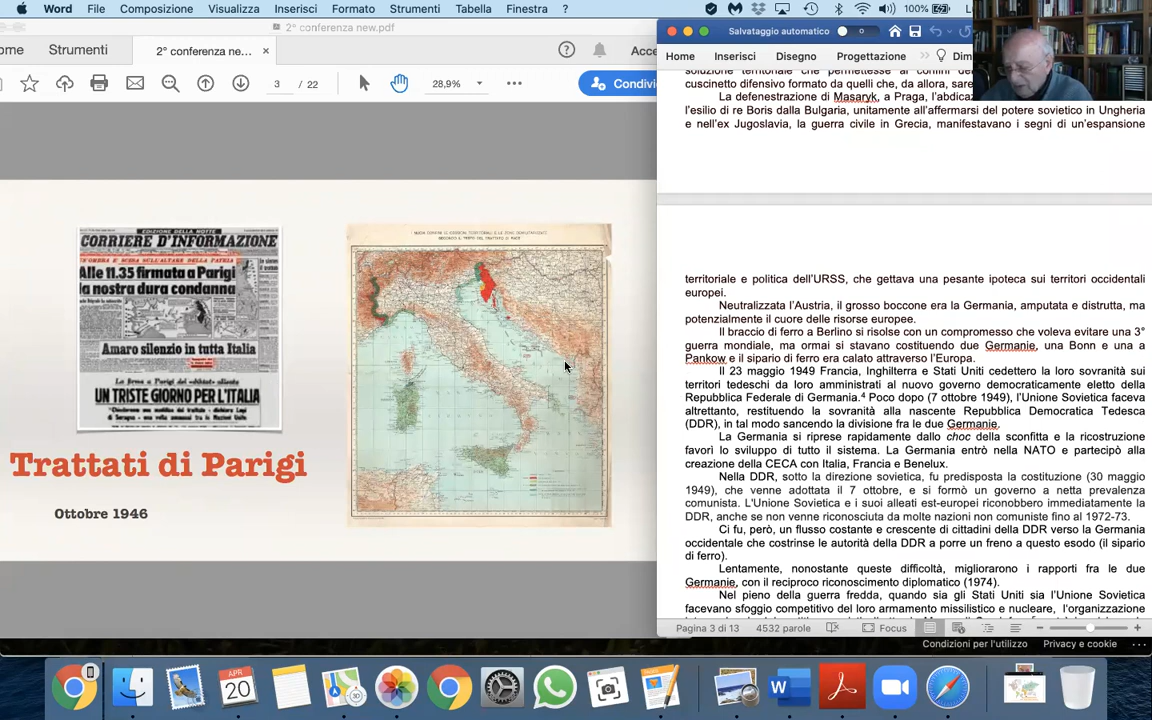 Word File Composizione Visualizza Inserisci Formato Strumenti Tabella Finestra ? 100%
2° conferenza new.pdf
Strumenti 2° conferenza ne... ×
3 / 22 28,9% Condivi
Salvataggio automatico
Home Inserisci Disegno Progettazione
EDIZIONE DELLA NOTTE
CORRIERE D'INFORMAZIONE
Alle 11.35 firmata a Parigi
la nostra dura condanna
Amaro silenzio in tutta Italia
UN TRISTE GIORNO PER L'ITALIA
Trattati di Parigi
Ottobre 1946
cuscinetto difensivo formato da quelli che, da allora,
La defenestrazione di Masaryk, a Praga,
l'esilio di re Boris dalla Bulgaria, unitamente all'affermarsi del potere sovietico in Ungheria
e nell'ex Jugoslavia, la guerra civile in Grecia, manifestavano i segni di un'espansione
territoriale e politica dell'URSS, che gettava una pesante ipoteca sui territori occidentali
europei.
Neutralizzata l'Austria, il grosso boccone era la Germania, amputata e distrutta, ma
potenzialmente il cuore delle risorse europee.
Il braccio di ferro a Berlino si risolse con un compromesso che voleva evitare una 3°
guerra mondiale, ma ormai si stavano costituendo due Germanie, una Bonn e una a
Pankow e il sipario di ferro era calato attraverso l'Europa.
Il 23 maggio 1949 Francia, Inghilterra e Stati Uniti cedettero la loro sovranità sui
territori tedeschi da loro amministrati al nuovo governo democraticamente eletto della
Repubblica Federale di Germania.⁴ Poco dopo (7 ottobre 1949), l'Unione Sovietica faceva
altrettanto, restituendo la sovranità alla nascente Repubblica Democratica Tedesca
(DDR), in tal modo sancendo la divisione fra le due Germanie.
La Germania si riprese rapidamente dallo choc della sconfitta e la ricostruzione
favorì lo sviluppo di tutto il sistema. La Germania entrò nella NATO e partecipò alla
creazione della CECA con Italia, Francia e Benelux.
Nella DDR, sotto la direzione sovietica, fu predisposta la costituzione (30 maggio
1949), che venne adottata il 7 ottobre, e si formò un governo a netta prevalenza
comunista. L'Unione Sovietica e i suoi alleati est-europei riconobbero immediatamente la
DDR, anche se non venne riconosciuta da molte nazioni non comuniste fino al 1972-73.
Ci fu, però, un flusso costante e crescente di cittadini della DDR verso la Germania
occidentale che costrinse le autorità della DDR a porre un freno a questo esodo (il sipario
di ferro).
Lentamente, nonostante queste difficoltà, migliorarono i rapporti fra le due
Germanie, con il reciproco riconoscimento diplomatico (1974).
Nel pieno della guerra fredda, quando sia gli Stati Uniti sia l'Unione Sovietica
facevano sfoggio competitivo del loro armamento missilistico e nucleare, l'organizzazione
Pagina 3 di 13 4532 parole Focus
Condizioni per l'utilizzo Privacy e cookie ...
APR
20